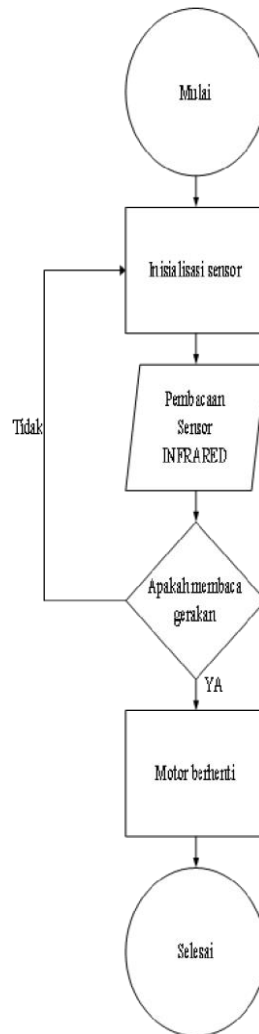 Mulai
Inisialisasi sensor
Pembacaan
Sensor
INFRARED
Tidak
Apakah membaca
gerakan
YA
Motor berhenti
Selesai